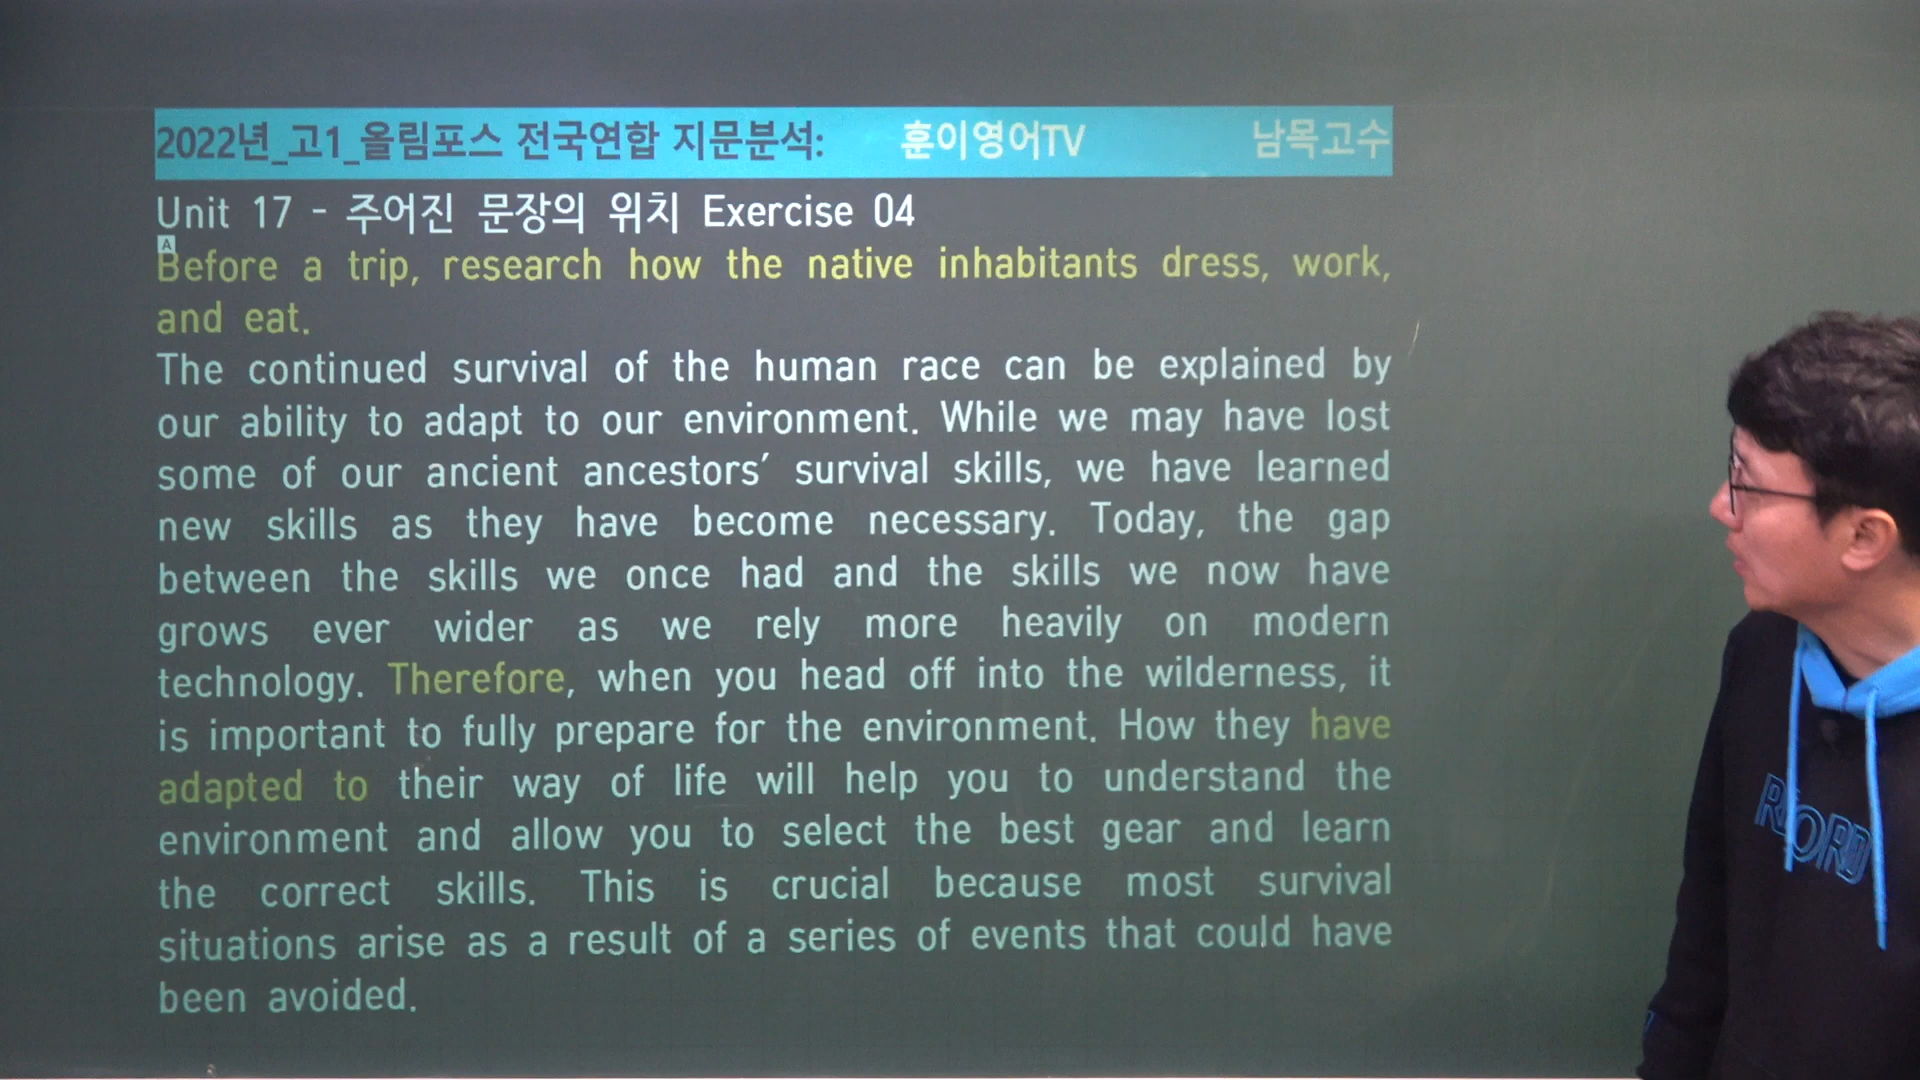 2022년_고1_올림포스 전국연합 지문분석: 훈이영어TV 남목고수
Unit 17 - 주어진 문장의 위치 Exercise 04
A
Before a trip, research how the native inhabitants dress, work,
and eat.
The continued survival of the human race can be explained by
our ability to adapt to our environment. While we may have lost
some of our ancient ancestors’ survival skills, we have learned
new skills as they have become necessary. Today, the gap
between the skills we once had and the skills we now have
grows ever wider as we rely more heavily on modern
technology. Therefore, when you head off into the wilderness, it
is important to fully prepare for the environment. How they have
adapted to their way of life will help you to understand the
environment and allow you to select the best gear and learn
the correct skills. This is crucial because most survival
situations arise as a result of a series of events that could have
been avoided.